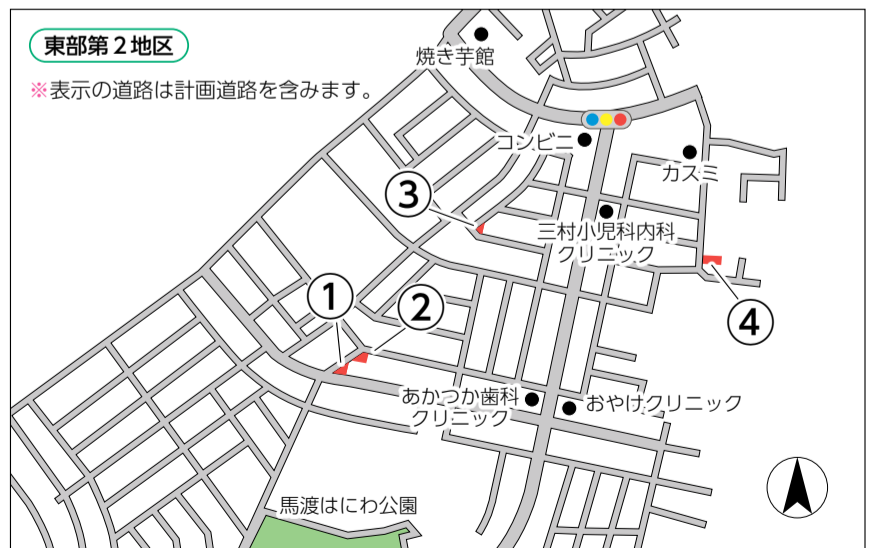 東部第2地区
※表示の道路は計画道路を含みます。
焼き芋館
コンビニ
カスミ
③
三村小児科内科
クリニック
①
②
④
あかつか歯科
クリニック
おやけクリニック
馬渡はにわ公園